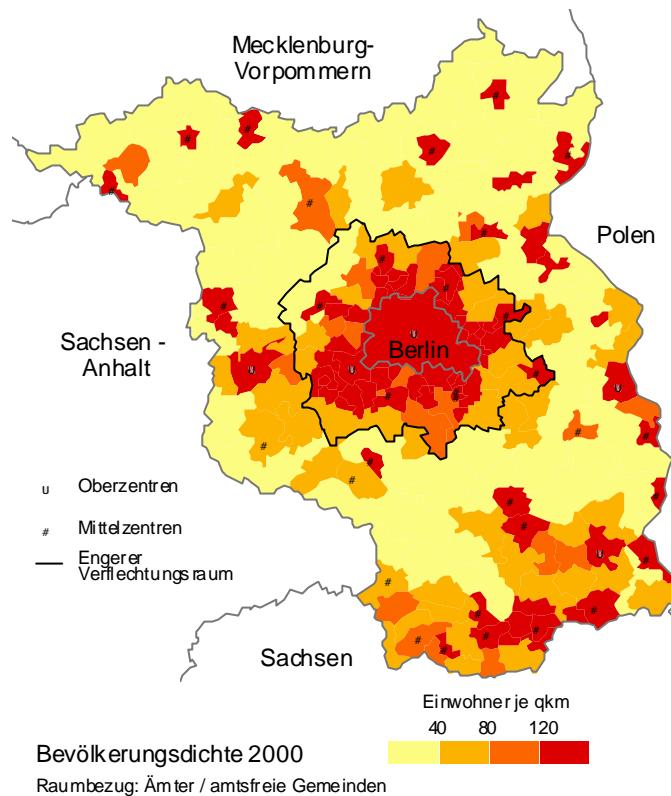 Mecklenburg-
Vorpommern
Polen
Sachsen -
Anhalt
Berlin
u Oberzentren
# Mittelzentren
Engerer
Verflechtungsraum
Sachsen
Einwohner je qkm
40 80 120
Bevölkerungsdichte 2000
Raumbezug: Ämter / amtsfreie Gemeinden